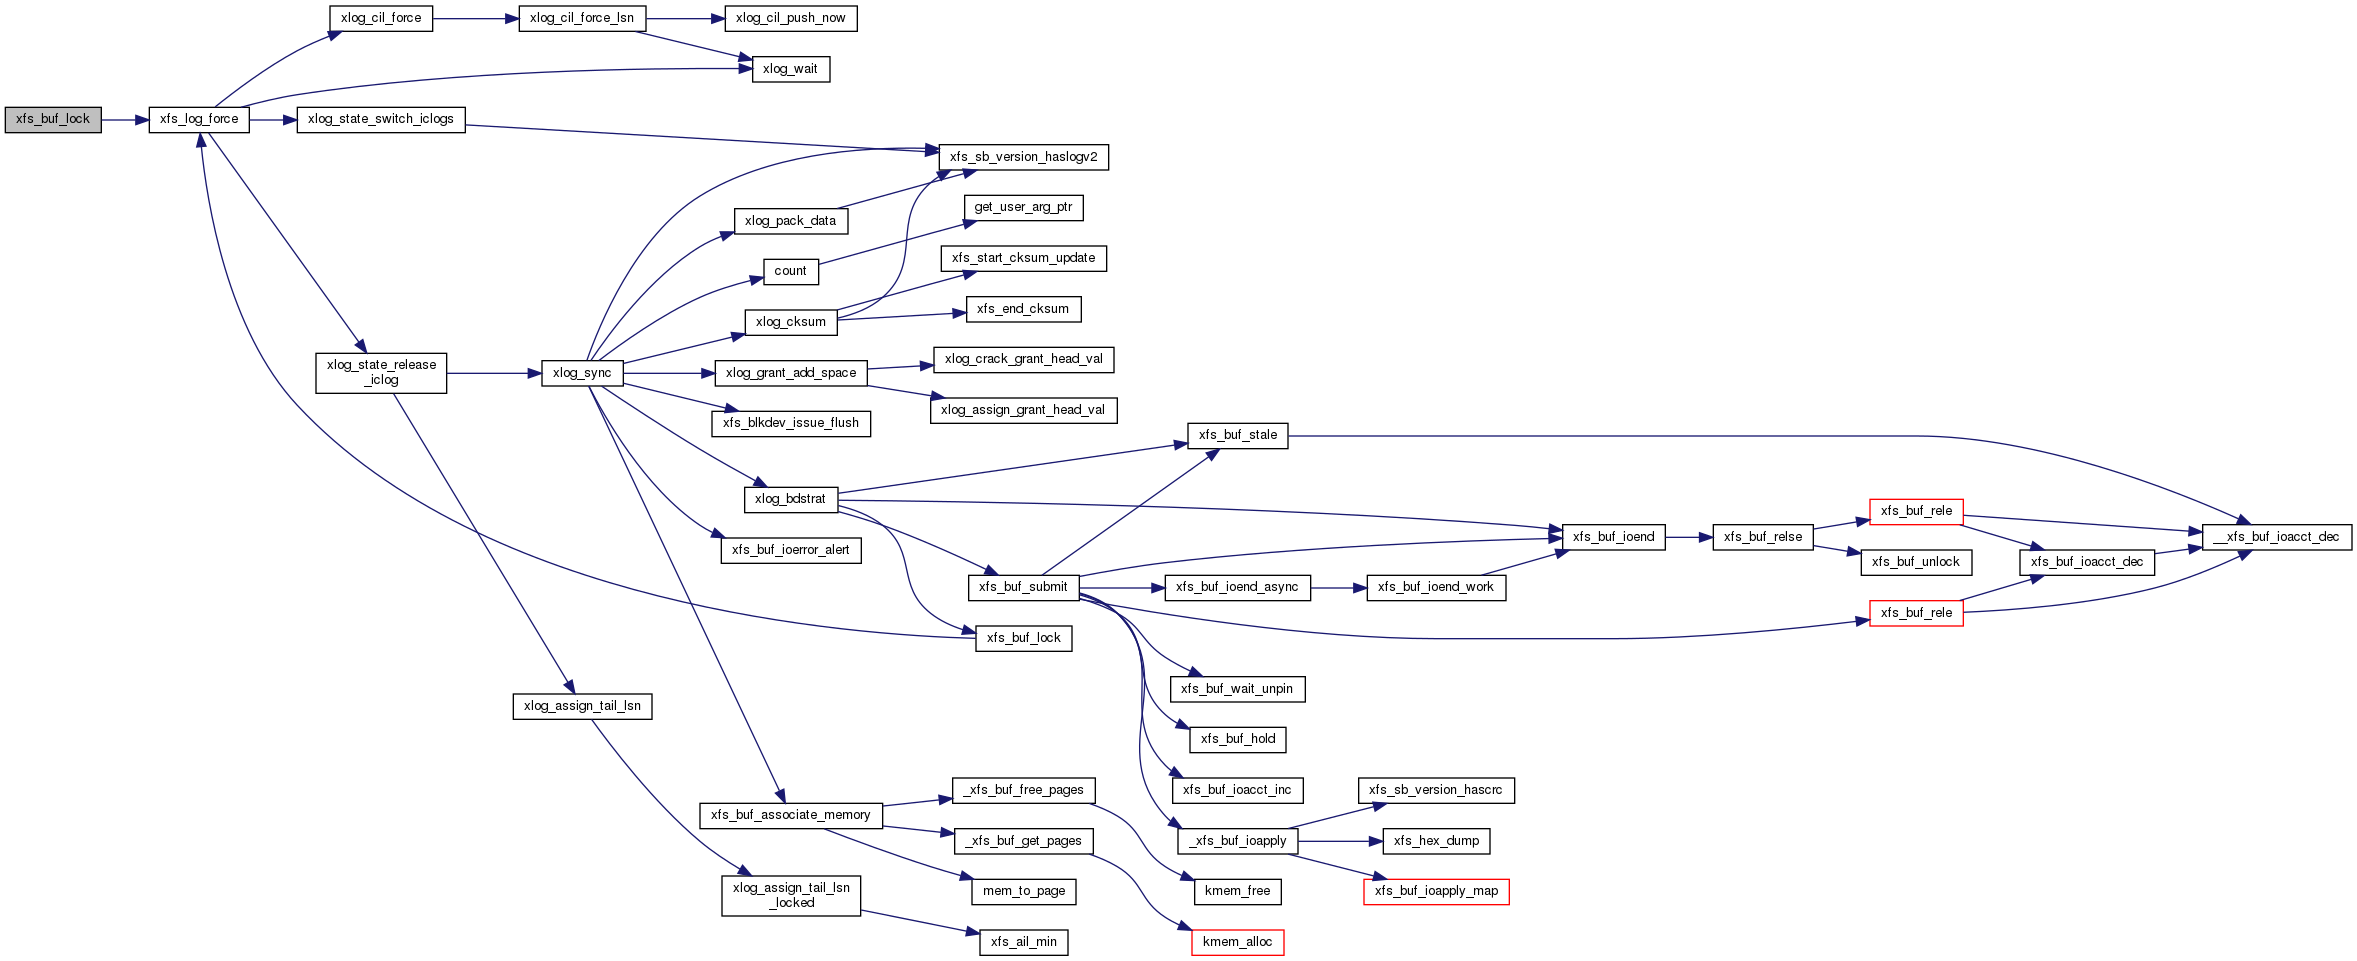 xlog_cil_force
xlog_cil_force_lsn
xlog_cil_push_now
xlog_wait
xfs_buf_lock
xfs_log_force
xlog_state_switch_iclogs
xfs_sb_version_haslogv2
xlog_pack_data
get_user_arg_ptr
count
xfs_start_cksum_update
xlog_cksum
xfs_end_cksum
xlog_state_release
_iclog
xlog_sync
xlog_grant_add_space
xlog_crack_grant_head_val
xlog_assign_grant_head_val
xfs_blkdev_issue_flush
xfs_buf_stale
xlog_bdstrat
xfs_buf_rele
xfs_buf_ioend
xfs_buf_relse
__xfs_buf_ioacct_dec
xfs_buf_ioerror_alert
xfs_buf_unlock
xfs_buf_ioacct_dec
xfs_buf_submit
xfs_buf_ioend_async
xfs_buf_ioend_work
xfs_buf_rele
xfs_buf_lock
xfs_buf_wait_unpin
xlog_assign_tail_lsn
xfs_buf_hold
_xfs_buf_free_pages
xfs_buf_ioacct_inc
xfs_sb_version_hascrc
xfs_buf_associate_memory
_xfs_buf_get_pages
_xfs_buf_ioapply
xfs_hex_dump
xlog_assign_tail_lsn
_locked
mem_to_page
kmem_free
xfs_buf_ioapply_map
xfs_ail_min
kmem_alloc